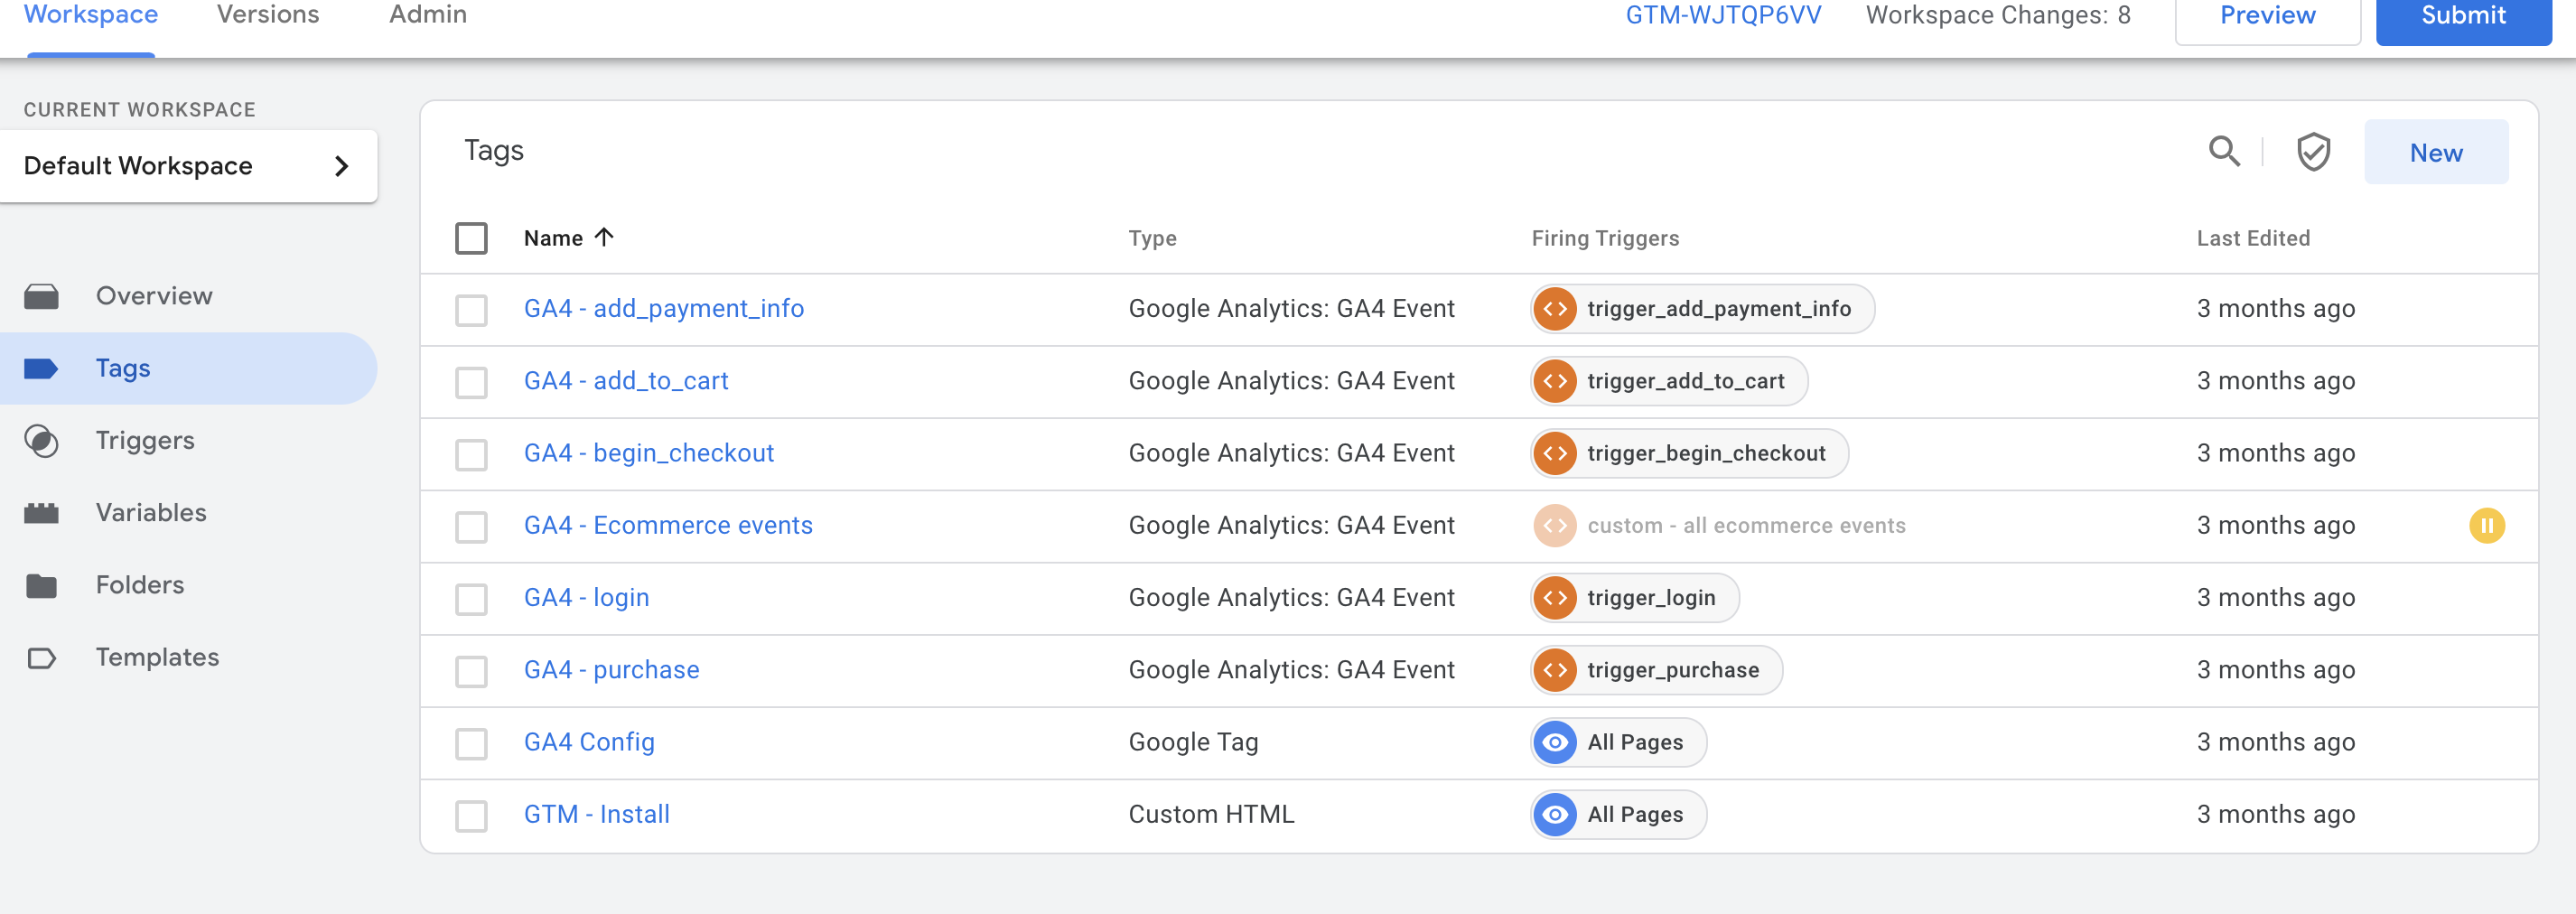 Workspace Versions Admin GTM-WJTQP6VV Workspace Changes: 8 Preview Submit
CURRENT WORKSPACE
Default Workspace
Overview
Tags
Triggers
Variables
Folders
Templates
Tags
New
Name Type Firing Triggers Last Edited
GA4 - add_payment_info Google Analytics: GA4 Event trigger_add_payment_info 3 months ago
GA4 - add_to_cart Google Analytics: GA4 Event trigger_add_to_cart 3 months ago
GA4 - begin_checkout Google Analytics: GA4 Event trigger_begin_checkout 3 months ago
GA4 - Ecommerce events Google Analytics: GA4 Event custom - all ecommerce events 3 months ago
GA4 - login Google Analytics: GA4 Event trigger_login 3 months ago
GA4 - purchase Google Analytics: GA4 Event trigger_purchase 3 months ago
GA4 Config Google Tag All Pages 3 months ago
GTM - Install Custom HTML All Pages 3 months ago